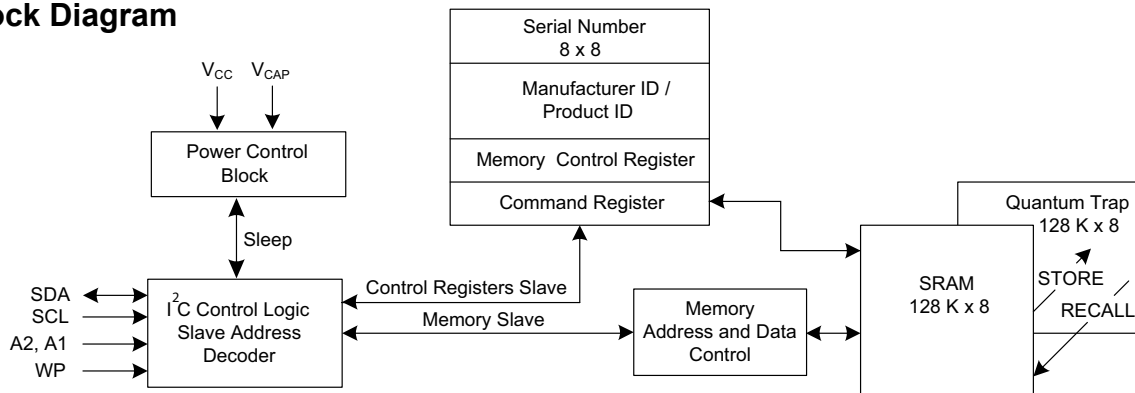 ock Diagram
Serial Number
8 x 8
Manufacturer ID /
Product ID
Memory Control Register
Command Register
VCC VCAP
Power Control
Block
Sleep
Quantum Trap
128 K x 8
SDA
SCL
A2, A1
WP
I2C Control Logic
Slave Address
Decoder
Control Registers Slave
Memory Slave
Memory
Address and Data
Control
SRAM
128 K x 8
STORE
RECALL